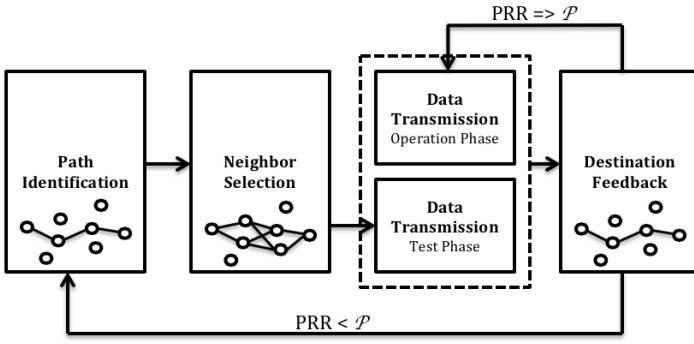 PRR => 𝒫
Path
Identification
Neighbor
Selection
Data
Transmission
Operation Phase
Data
Transmission
Test Phase
Destination
Feedback
PRR < 𝒫